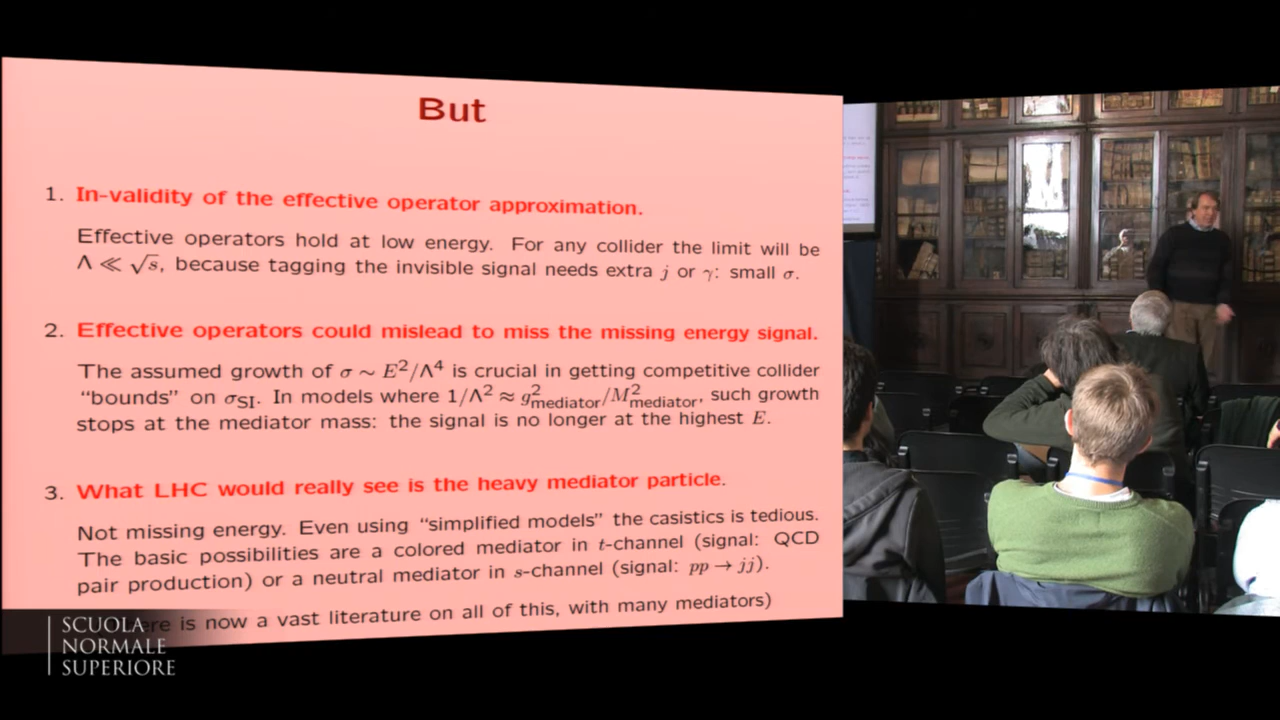 But
1. In-validity of the effective operator approximation.
Effective operators hold at low energy. For any collider the limit will be
Λ ≪ √s, because tagging the invisible signal needs extra j or γ: small σ.
2. Effective operators could mislead to miss the missing energy signal.
The assumed growth of σ ~ E²/Λ⁴ is crucial in getting competitive collider
“bounds” on σ_SI. In models where 1/Λ² ≈ g²_mediator/M²_mediator, such growth
stops at the mediator mass: the signal is no longer at the highest E.
3. What LHC would really see is the heavy mediator particle.
Not missing energy. Even using “simplified models” the casistics is tedious.
The basic possibilities are a colored mediator in t-channel (signal: QCD
pair production) or a neutral mediator in s-channel (signal: pp → jj).
is now a vast literature on all of this, with many mediators)
SCUOLA
NORMALE
SUPERIORE